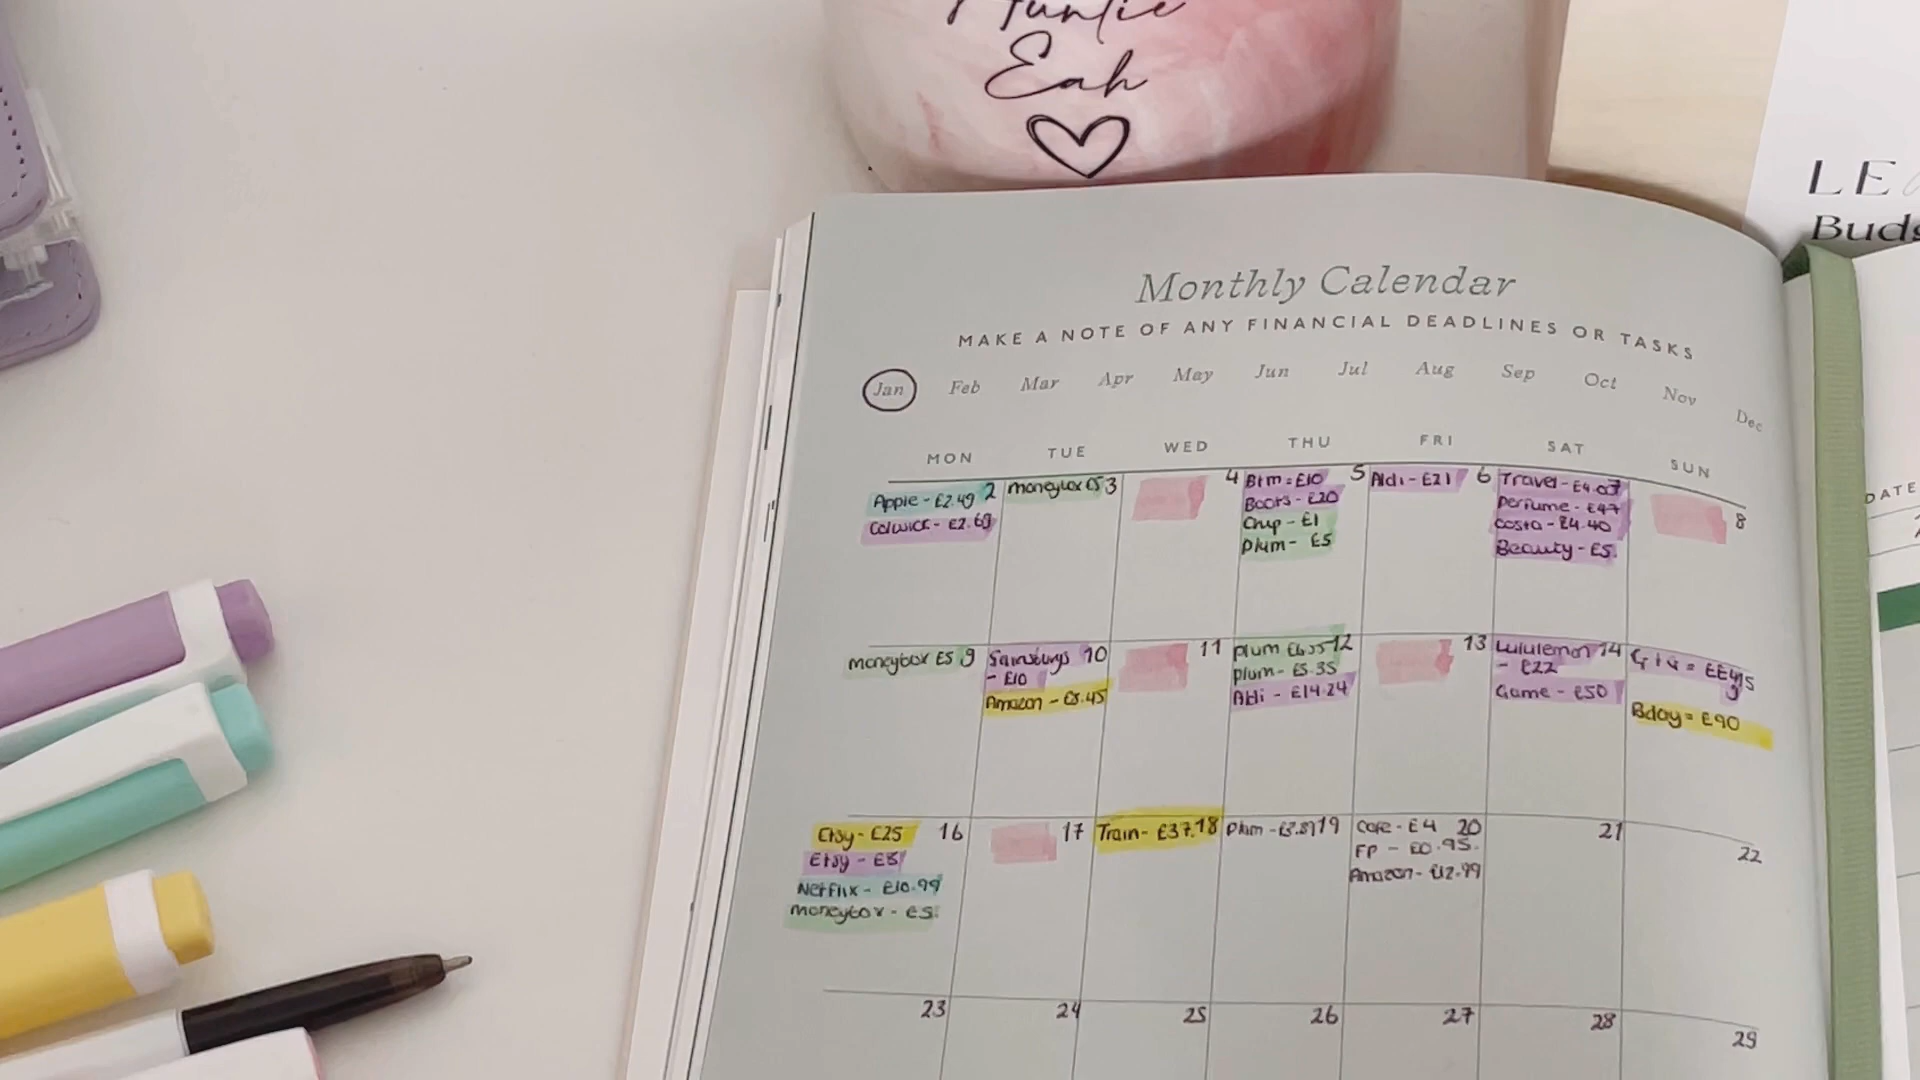 Auntie
Eah
LE
Budg
Monthly Calendar
MAKE A NOTE OF ANY FINANCIAL DEADLINES OR TASKS
Jan Feb Mar Apr May Jun Jul Aug Sep Oct Nov Dec
MON TUE WED THU FRI SAT SUN
DATE
2
Apple - £2.49
- £2.69
3
moneybox £5
4
5
Btm = £10
Boots - £20
Chip - £1
Plum - £5
6
Aldi - £21
Travel - £4.07
Perfume - £47
Costa - £4.40
Beauty - £5.
8
moneybox £5 9
Sainsburys 10
- £10
Amazon - £5.45
11
plum 12
plum - £5.35
Aldi - £14.24
13
Lululemon 14
- £22
Game - £50
15
Bday = £90
Etsy - £25 16
Etsy - £8
Netflix - £10.99
moneybox - £5.
17
Train - £37. 18
Plum - 19
£4 20
FP - £0.95.
Amazon - £12.99
21
22
23
24
25
26
27
28
29